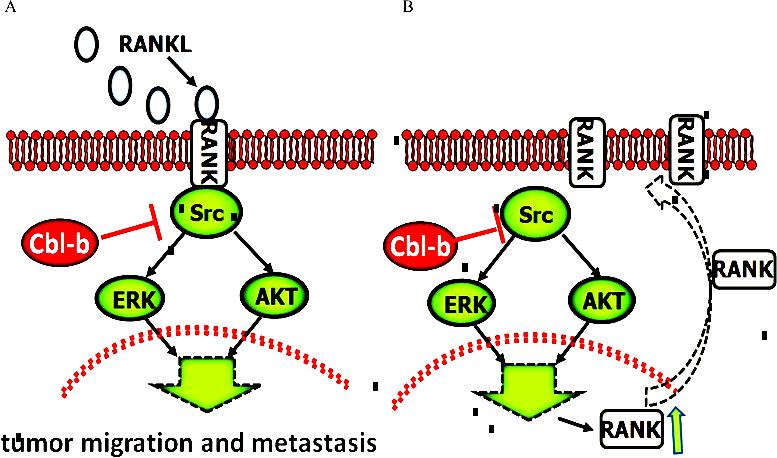 A
RANKL
RANK
Src
Cbl-b
ERK
AKT
tumor migration and metastasis
B
RANK
RANK
Src
Cbl-b
RANK
ERK
AKT
RANK